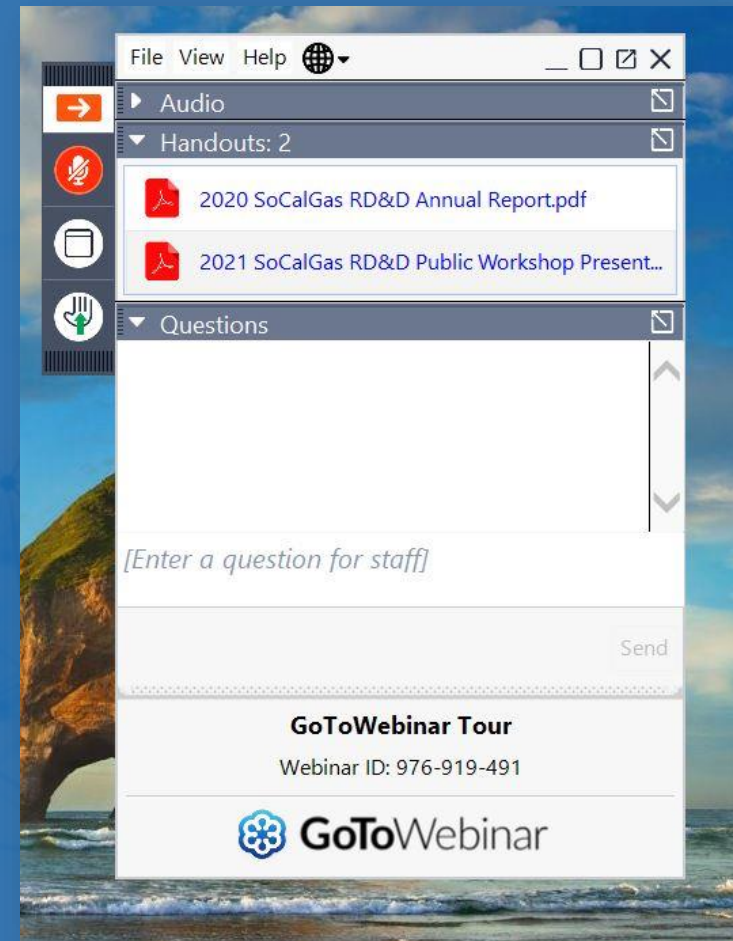 File View Help
Audio
Handouts: 2
2020 SoCalGas RD&D Annual Report.pdf
2021 SoCalGas RD&D Public Workshop Present...
Questions
[Enter a question for staff]
Send
GoToWebinar Tour
Webinar ID: 976-919-491
GoToWebinar